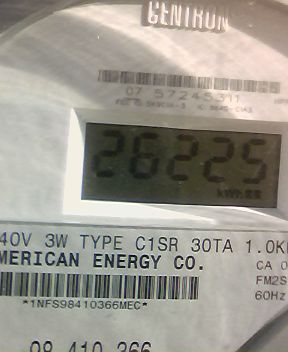 CENTRON
07 57245311
26225
kWh
40V 3W TYPE C1SR 30TA 1.0K
MERICAN ENERGY CO.
CA 0
FM2S
60Hz
*1NFS98410366MEC*
98 410 366